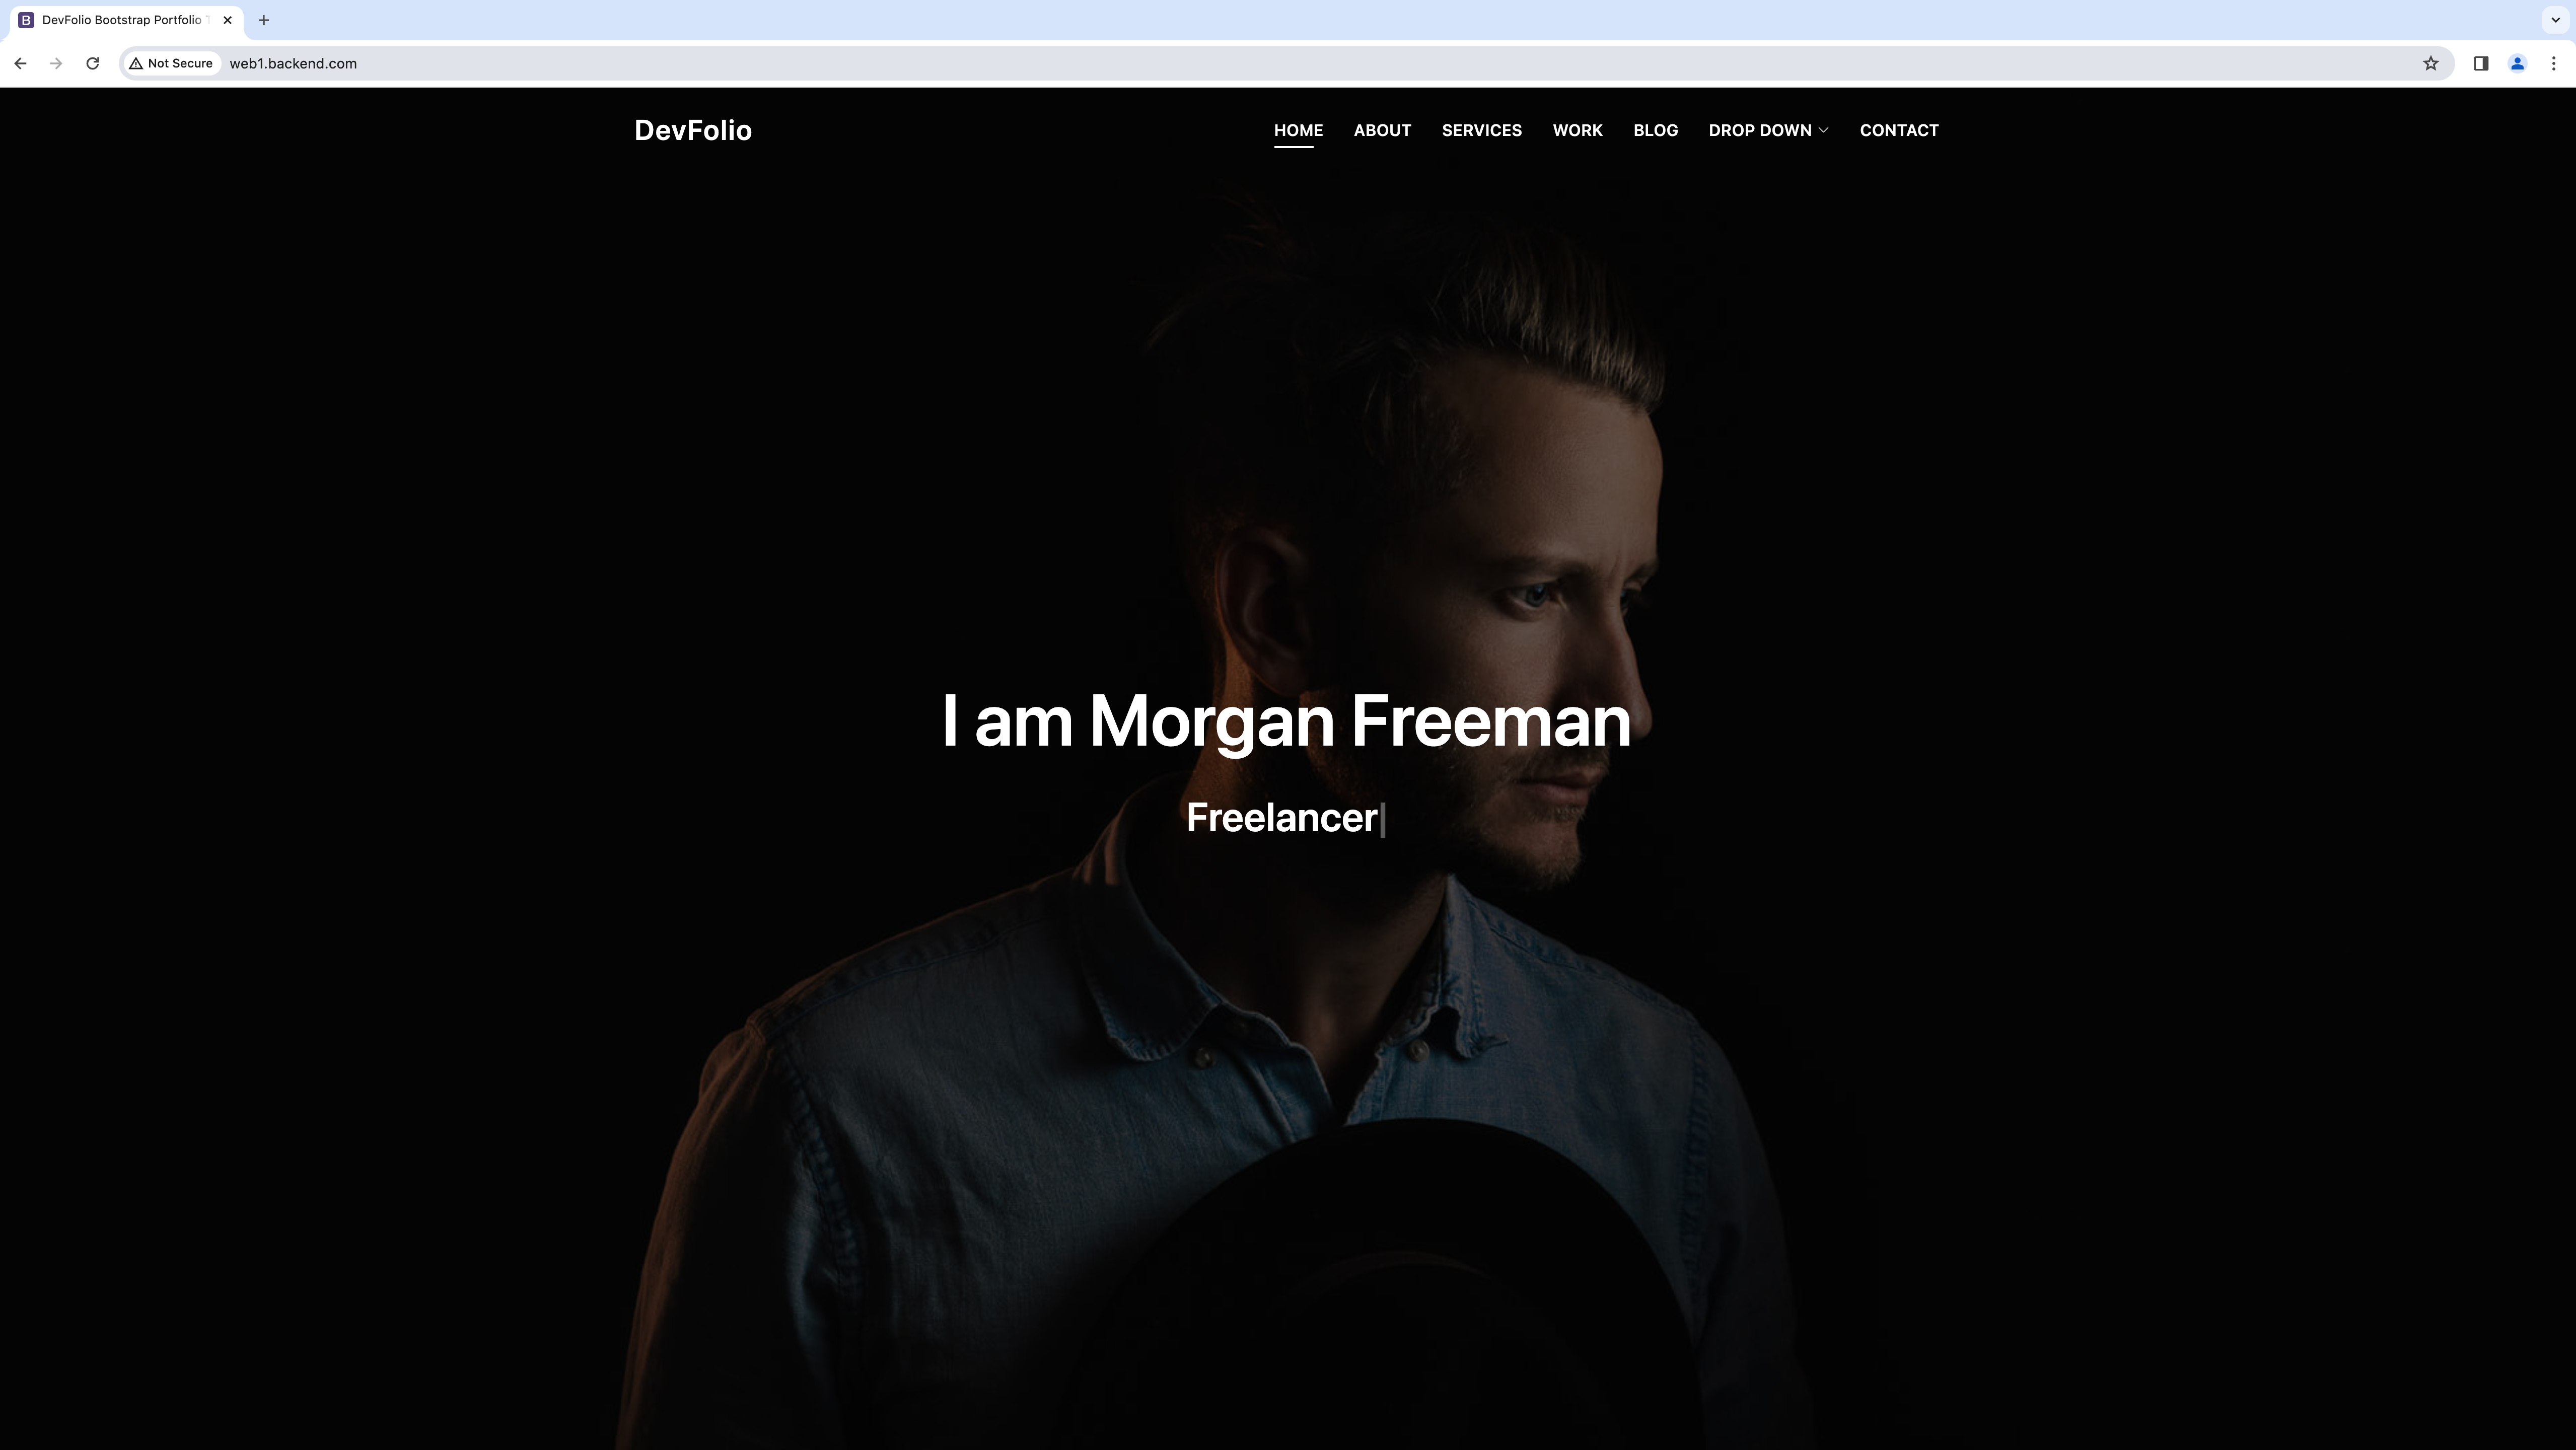 DevFolio Bootstrap Portfolio
Not Secure web1.backend.com
DevFolio HOME ABOUT SERVICES WORK BLOG DROP DOWN CONTACT
I am Morgan Freeman
Freelancer